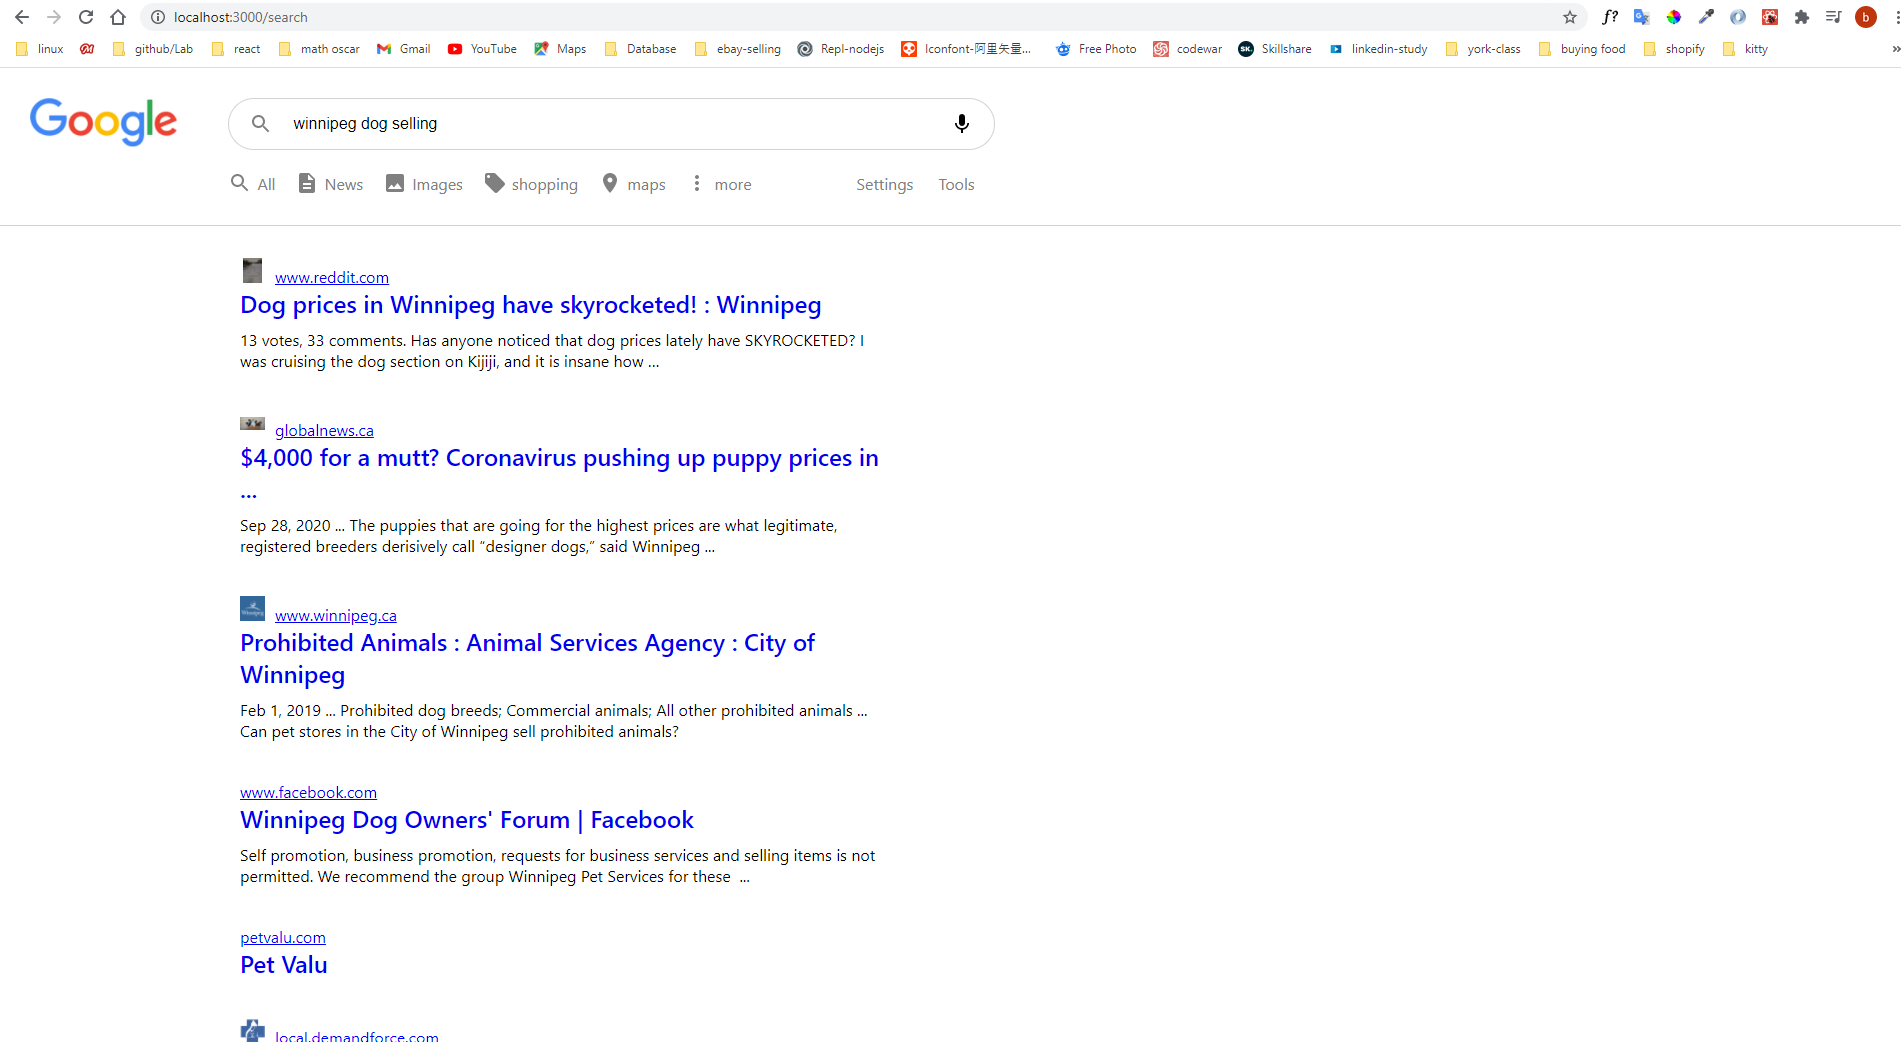 localhost:3000/search
f?
b
linux
github/Lab
react
math oscar
Gmail
YouTube
Maps
Database
ebay-selling
Repl-nodejs
Iconfont-阿里矢量...
Free Photo
SK.
codewar
Skillshare
linkedin-study
york-class
buying food
shopify
kitty
»
Google
winnipeg dog selling
All
News
Images
shopping
maps
more
Settings
Tools
www.reddit.com
Dog prices in Winnipeg have skyrocketed! : Winnipeg
13 votes, 33 comments. Has anyone noticed that dog prices lately have SKYROCKETED? I
was cruising the dog section on Kijiji, and it is insane how ...
globalnews.ca
$4,000 for a mutt? Coronavirus pushing up puppy prices in
...
Sep 28, 2020 ... The puppies that are going for the highest prices are what legitimate,
registered breeders derisively call “designer dogs,” said Winnipeg ...
www.winnipeg.ca
Prohibited Animals : Animal Services Agency : City of
Winnipeg
Feb 1, 2019 ... Prohibited dog breeds; Commercial animals; All other prohibited animals ...
Can pet stores in the City of Winnipeg sell prohibited animals?
www.facebook.com
Winnipeg Dog Owners' Forum | Facebook
Self promotion, business promotion, requests for business services and selling items is not
permitted. We recommend the group Winnipeg Pet Services for these  ...
petvalu.com
Pet Valu
local.demandforce.com